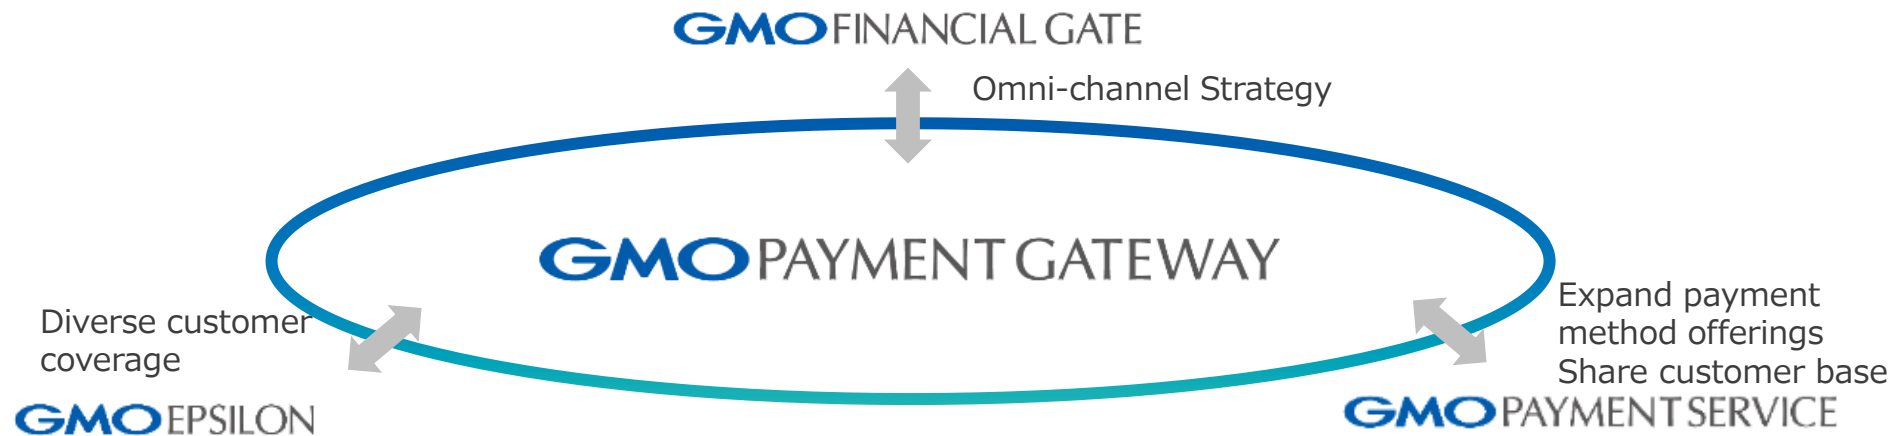 GMO FINANCIAL GATE
Omni-channel Strategy
GMO PAYMENT GATEWAY
Diverse customer
coverage
GMO EPSILON
Expand payment
method offerings
Share customer base
GMO PAYMENT SERVICE